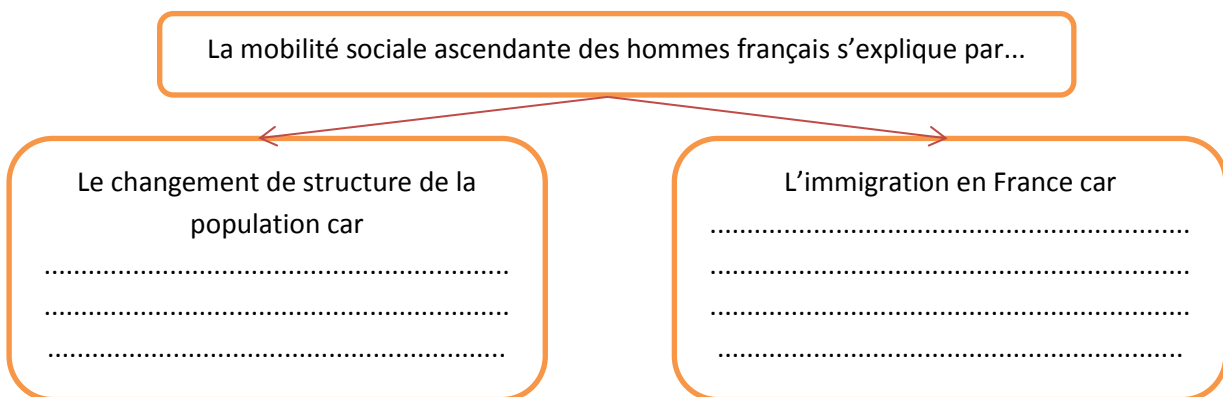 La mobilité sociale ascendante des hommes français s’explique par...
Le changement de structure de la
population car
...............................................................
...............................................................
..............................................................
L’immigration en France car
.................................................................
.................................................................
.................................................................
...............................................................